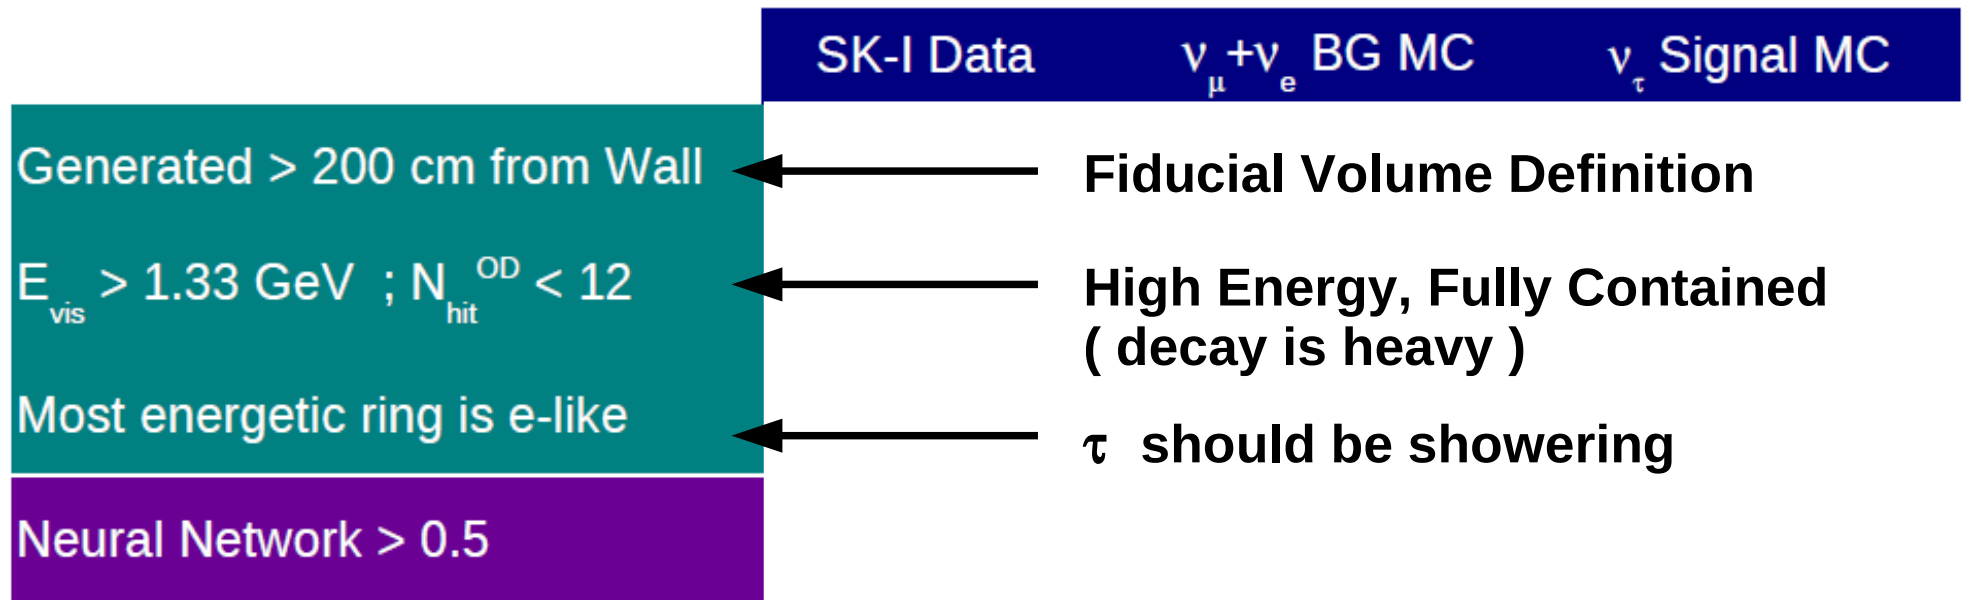 SK-I Data
ν_μ+ν_e BG MC
ν_τ Signal MC
Generated > 200 cm from Wall
Fiducial Volume Definition
E_vis > 1.33 GeV ; N_hit^OD < 12
High Energy, Fully Contained
( decay is heavy )
Most energetic ring is e-like
τ should be showering
Neural Network > 0.5